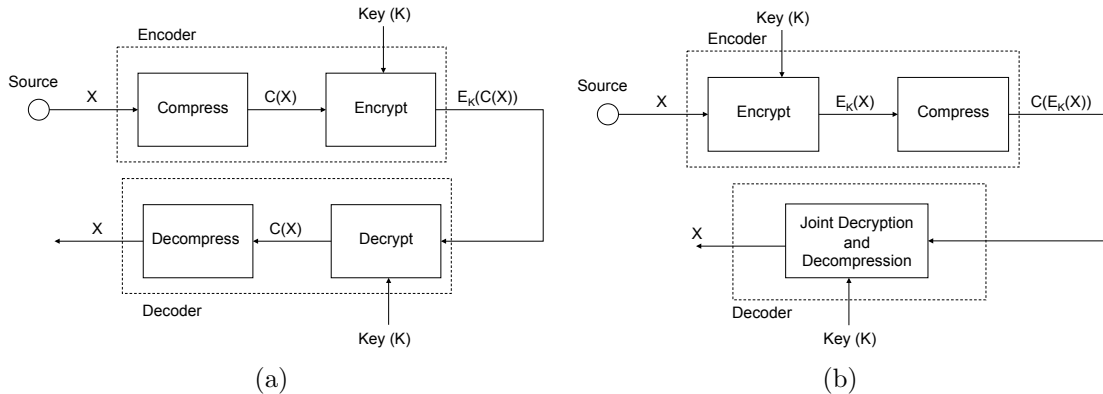 Key (K)
Encoder
Source
X
Compress
C(X)
Encrypt
E_K(C(X))
X
Decompress
C(X)
Decrypt
Decoder
Key (K)
(a)
Key (K)
Encoder
Source
X
Encrypt
E_K(X)
Compress
C(E_K(X))
X
Joint Decryption
and
Decompression
Decoder
Key (K)
(b)